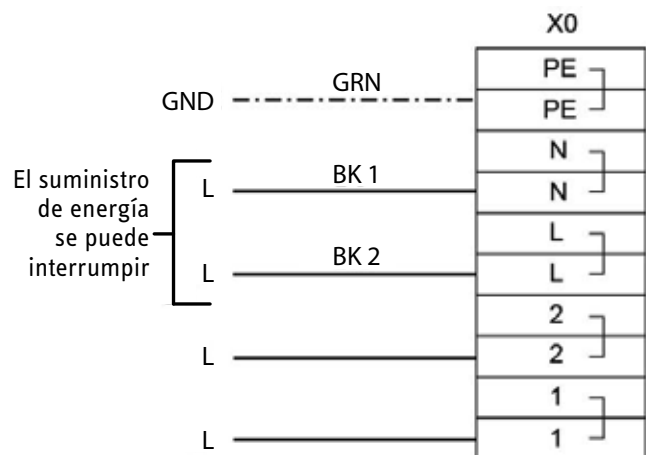 X0
PE
GND GRN PE
N
El suministro
de energía
se puede
interrumpir
L BK 1 N
L
L BK 2 L
2
L 2
1
L 1